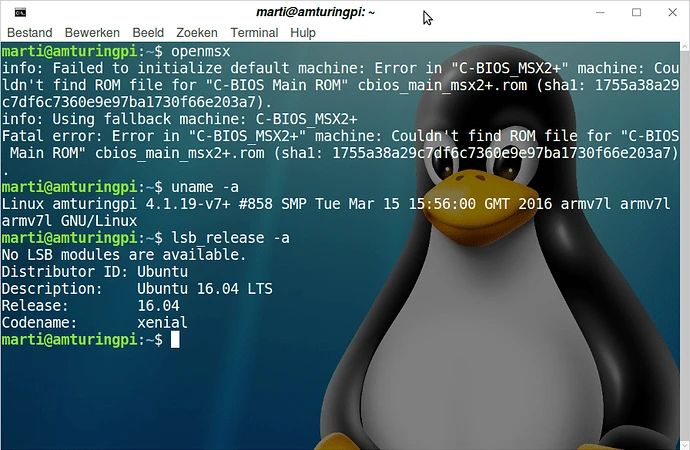 marti@amturingpi: ~
Bestand Bewerken Beeld Zoeken Terminal Hulp
marti@amturingpi:~$ openmsx
info: Failed to initialize default machine: Error in "C-BIOS_MSX2+" machine: Cou
ldn't find ROM file for "C-BIOS Main ROM" cbios_main_msx2+.rom (sha1: 1755a38a29
c7df6c7360e9e97ba1730f66e203a7).
info: Using fallback machine: C-BIOS_MSX2+
Fatal error: Error in "C-BIOS_MSX2+" machine: Couldn't find ROM file for "C-BIOS
Main ROM" cbios_main_msx2+.rom (sha1: 1755a38a29c7df6c7360e9e97ba1730f66e203a7)
.
marti@amturingpi:~$ uname -a
Linux amturingpi 4.1.19-v7+ #858 SMP Tue Mar 15 15:56:00 GMT 2016 armv7l armv7l
armv7l GNU/Linux
marti@amturingpi:~$ lsb_release -a
No LSB modules are available.
Distributor ID: Ubuntu
Description: Ubuntu 16.04 LTS
Release: 16.04
Codename: xenial
marti@amturingpi:~$